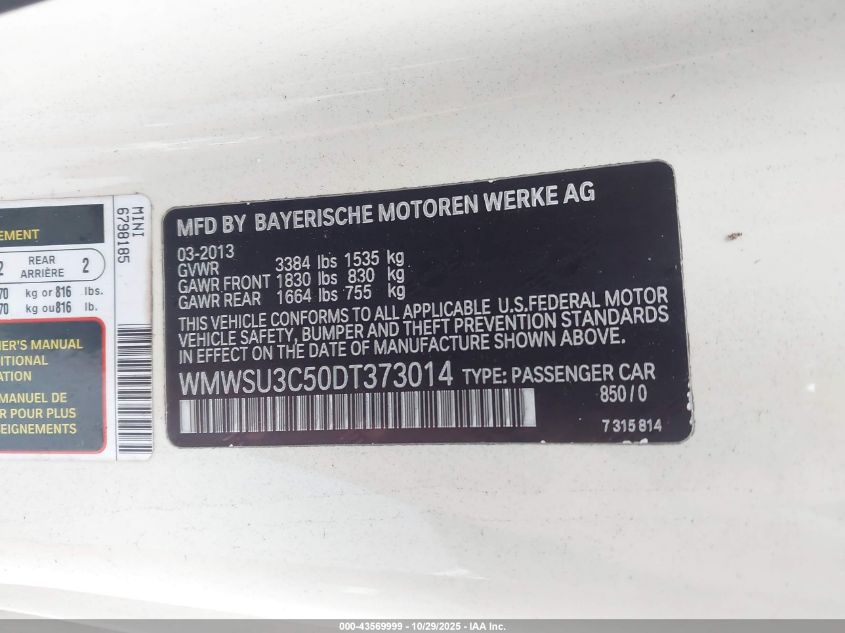 EMENT
2 REAR ARRIÈRE 2
70 kg or 816 lbs.
70 kg ou 816 lb.
NER'S MANUAL
DITIONAL
ATION
MANUEL DE
R POUR PLUS
SEIGNEMENTS
MINI
6798185
MFD BY BAYERISCHE MOTOREN WERKE AG
03-2013
GVWR 3384 lbs 1535 kg
GAWR FRONT 1830 lbs 830 kg
GAWR REAR 1664 lbs 755 kg
THIS VEHICLE CONFORMS TO ALL APPLICABLE U.S.FEDERAL MOTOR
VEHICLE SAFETY, BUMPER AND THEFT PREVENTION STANDARDS
IN EFFECT ON THE DATE OF MANUFACTURE SHOWN ABOVE.
WMWSU3C50DT373014 TYPE: PASSENGER CAR
850 / 0
7 315 814
000-43569999 - 10/29/2025 - IAA Inc.